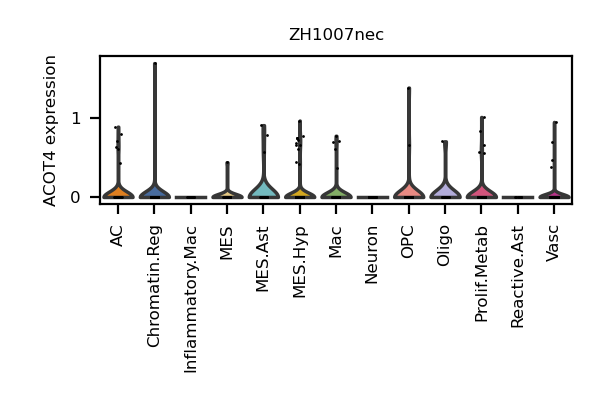 ZH1007nec
ACOT4 expression
1
0
AC
Chromatin.Reg
Inflammatory.Mac
MES
MES.Ast
MES.Hyp
Mac
Neuron
OPC
Oligo
Prolif.Metab
Reactive.Ast
Vasc